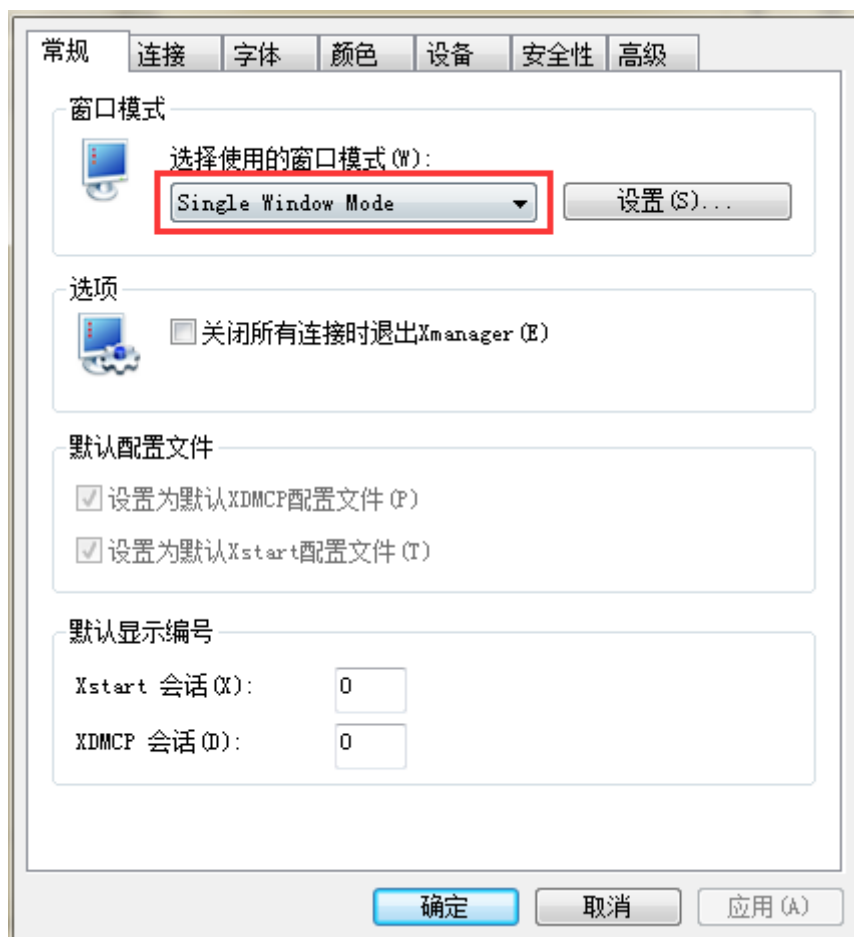 常规 连接 字体 颜色 设备 安全性 高级
窗口模式
选择使用的窗口模式(W):
Single Window Mode 设置(S)...
选项
关闭所有连接时退出Xmanager(E)
默认配置文件
设置为默认XDMCP配置文件(P)
设置为默认Xstart配置文件(T)
默认显示编号
Xstart 会话(X): 0
XDMCP 会话(D): 0
确定 取消 应用(A)